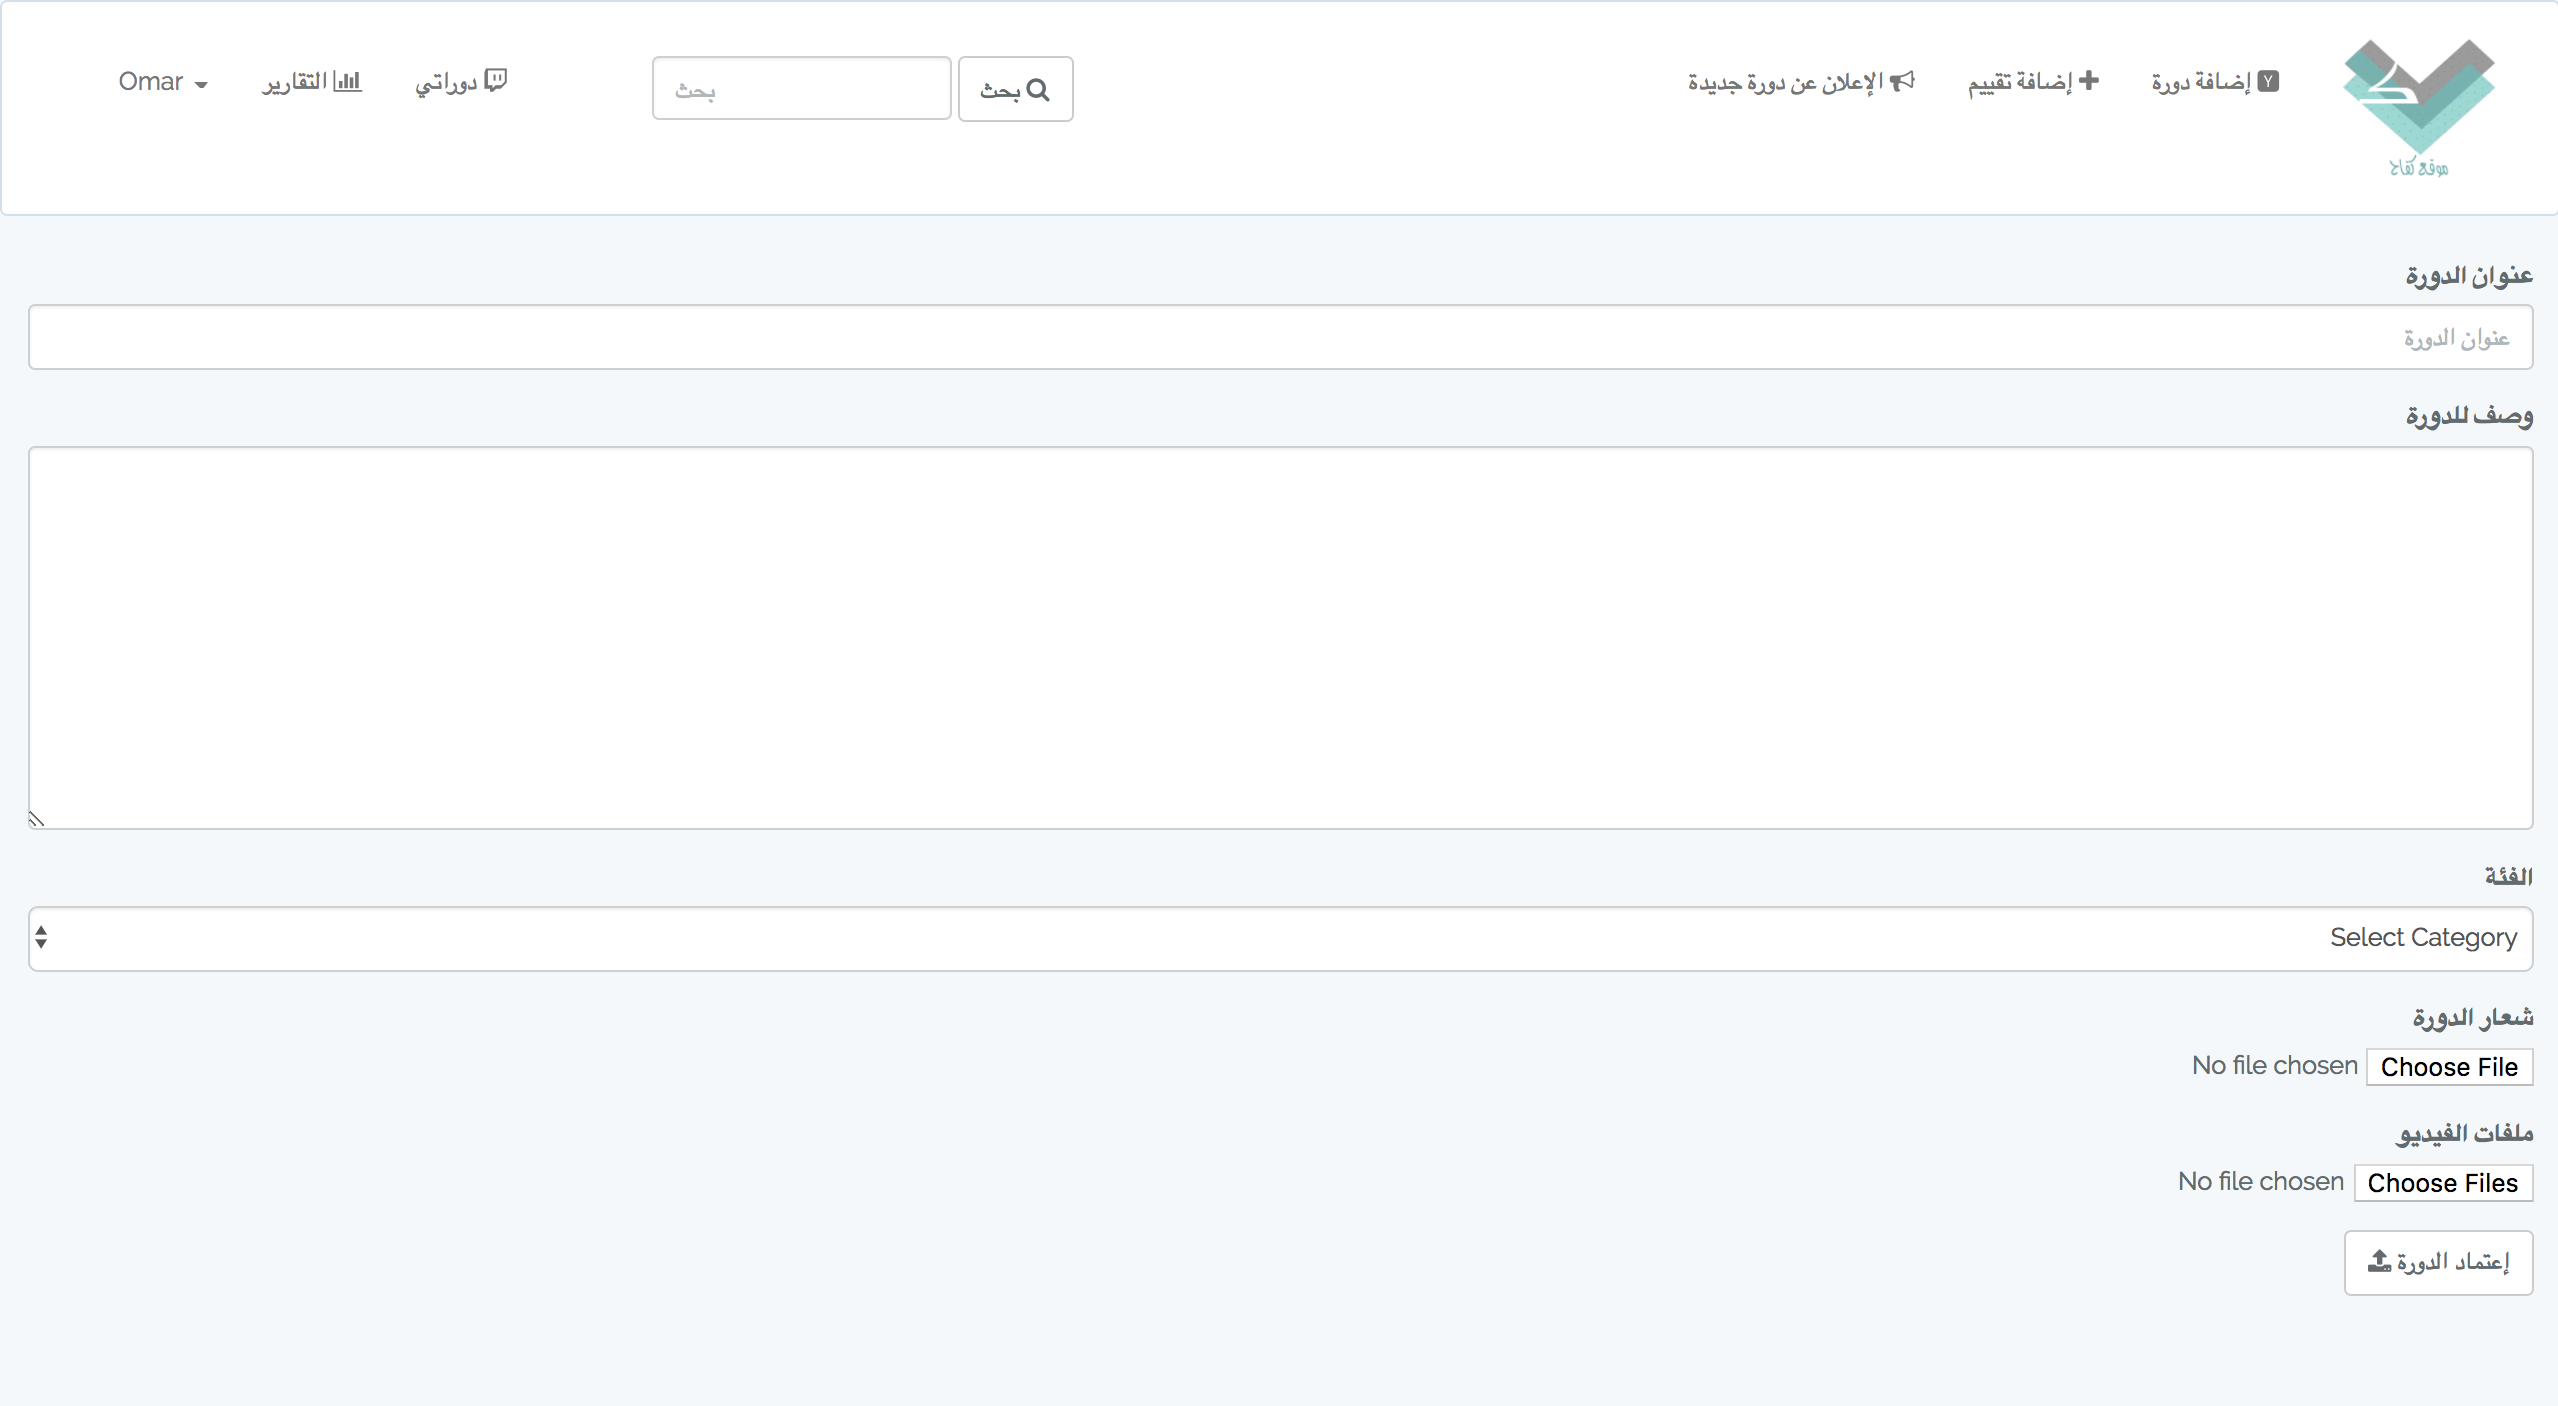 موقع كفاح
إضافة دورة
إضافة تقييم
الإعلان عن دورة جديدة
بحث
بحث
دوراتي
التقارير
Omar
عنوان الدورة
عنوان الدورة
وصف للدورة
الفئة
Select Category
شعار الدورة
Choose File No file chosen
ملفات الفيديو
Choose Files No file chosen
إعتماد الدورة